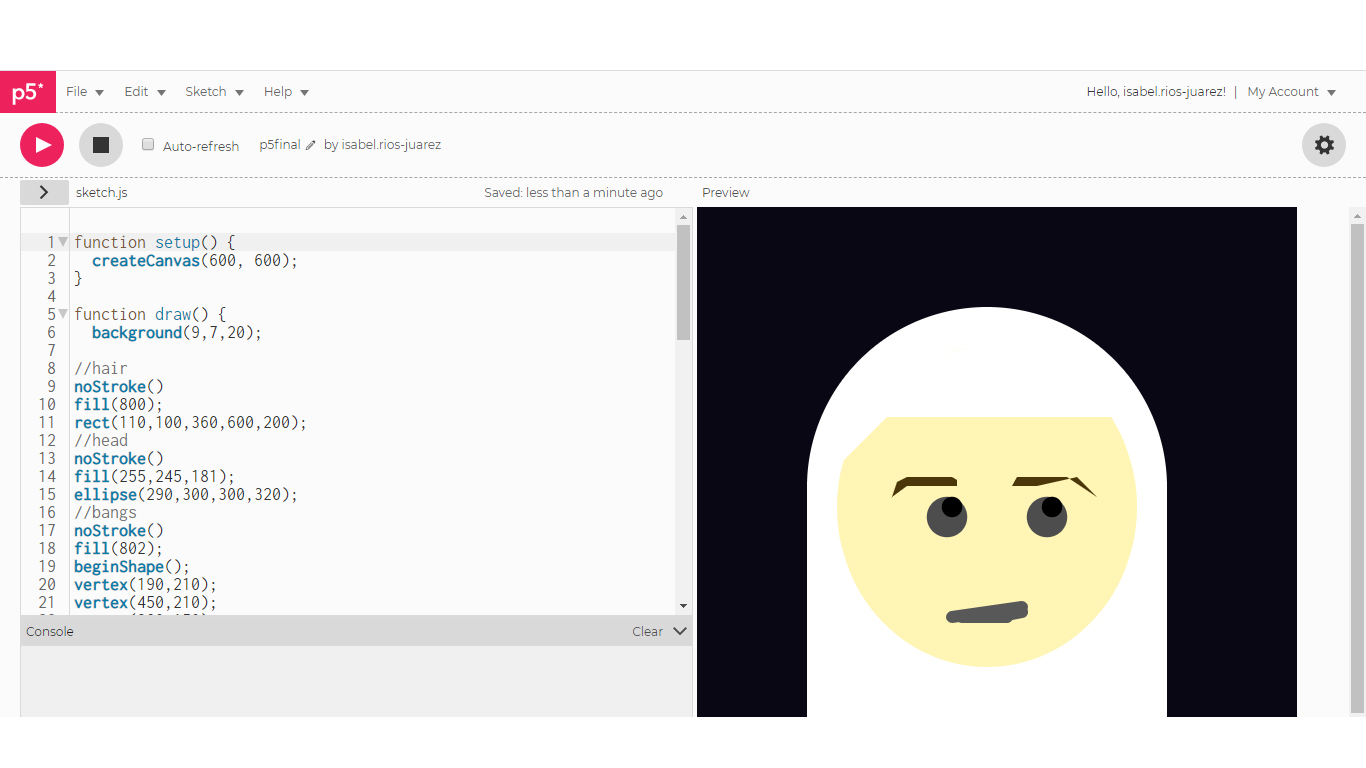 p5*
File Edit Sketch Help
Hello, isabel.rios-juarez! | My Account
Auto-refresh p5final by isabel.rios-juarez
sketch.js Saved: less than a minute ago Preview
1 function setup() {
2 createCanvas(600, 600);
3 }
4
5 function draw() {
6 background(9,7,20);
7
8 //hair
9 noStroke()
10 fill(800);
11 rect(110,100,360,600,200);
12 //head
13 noStroke()
14 fill(255,245,181);
15 ellipse(290,300,300,320);
16 //bangs
17 noStroke()
18 fill(802);
19 beginShape();
20 vertex(190,210);
21 vertex(450,210);
Console Clear